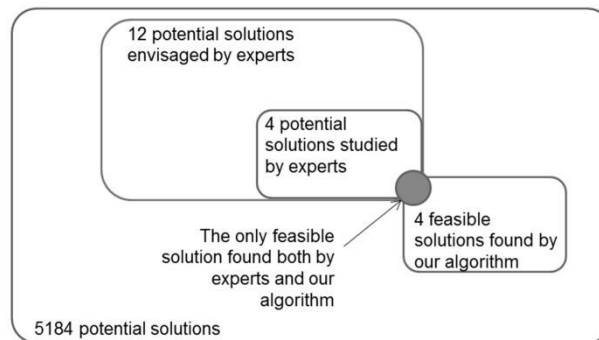 12 potential solutions
envisaged by experts
4 potential
solutions studied
by experts
4 feasible
solutions found by
our algorithm
The only feasible
solution found both by
experts and our
algorithm
5184 potential solutions